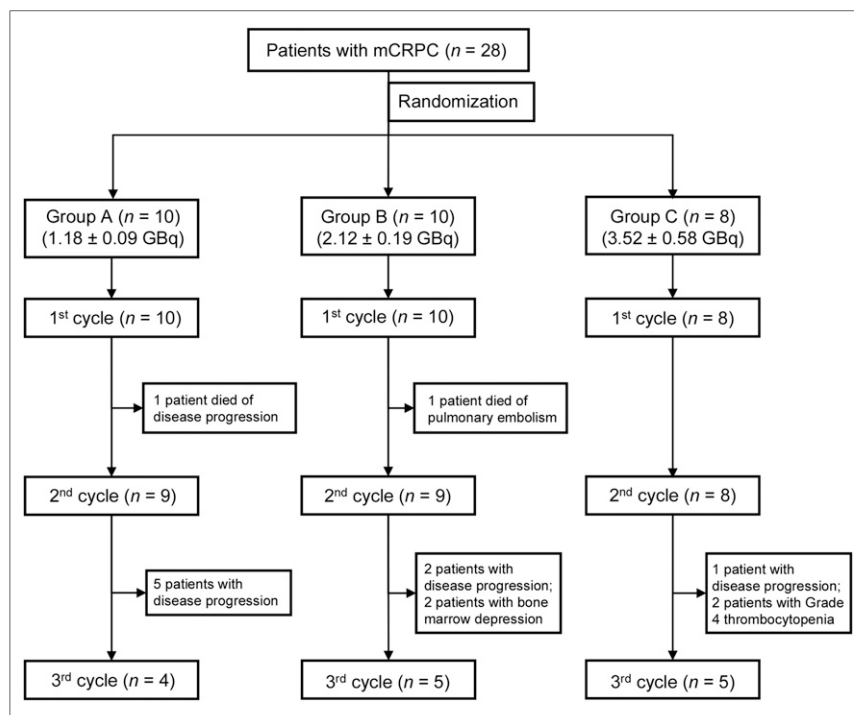 Patients with mCRPC (n = 28)
Randomization
Group A (n = 10)
(1.18 ± 0.09 GBq)
Group B (n = 10)
(2.12 ± 0.19 GBq)
Group C (n = 8)
(3.52 ± 0.58 GBq)
1st cycle (n = 10)
1st cycle (n = 10)
1st cycle (n = 8)
1 patient died of
disease progression
1 patient died of
pulmonary embolism
2nd cycle (n = 9)
2nd cycle (n = 9)
2nd cycle (n = 8)
5 patients with
disease progression
2 patients with
disease progression;
2 patients with bone
marrow depression
1 patient with
disease progression;
2 patients with Grade
4 thrombocytopenia
3rd cycle (n = 4)
3rd cycle (n = 5)
3rd cycle (n = 5)